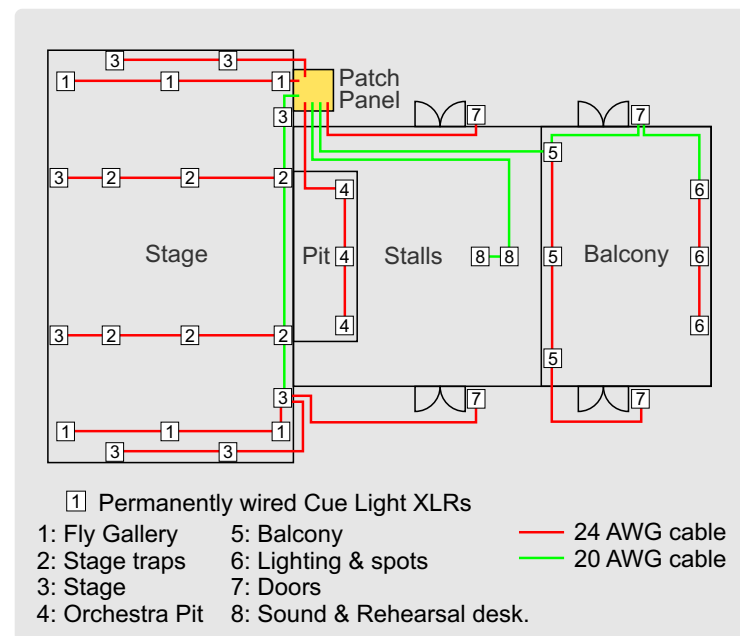 3 3
1 1 1 Patch
Panel
3 7 7
5
3 2 2 2 4 6
Stage Pit 4 Stalls 8 8 5 Balcony 6
4 6
3 2 2 2
5
3 7 7
1 1 1
3 3
1 Permanently wired Cue Light XLRs
1: Fly Gallery 5: Balcony 24 AWG cable
2: Stage traps 6: Lighting & spots 20 AWG cable
3: Stage 7: Doors
4: Orchestra Pit 8: Sound & Rehearsal desk.